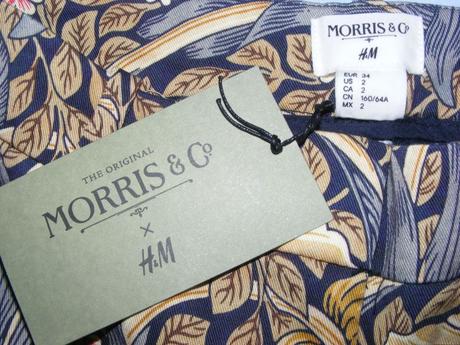 MORRIS & Co
H&M
EUR 34
US 2
CA 2
CN 160/64A
MX 2
THE ORIGINAL
MORRIS & Co
×
H&M